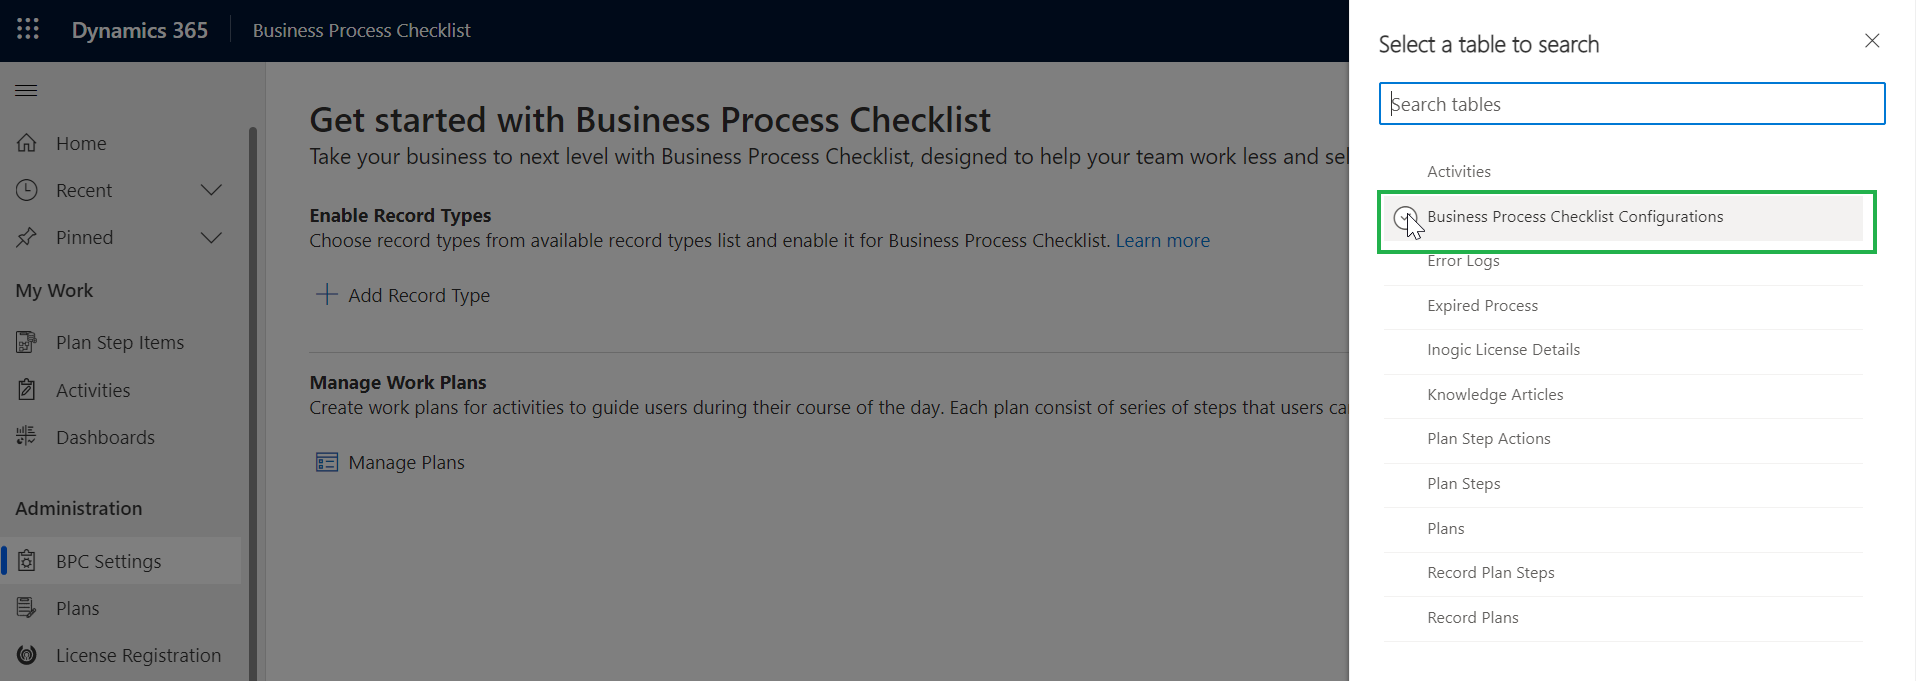 Dynamics 365
Business Process Checklist
Home
Recent
Pinned
My Work
Plan Step Items
Activities
Dashboards
Administration
BPC Settings
Plans
License Registration
Get started with Business Process Checklist
Take your business to next level with Business Process Checklist, designed to help your team work less and sel
Enable Record Types
Choose record types from available record types list and enable it for Business Process Checklist. Learn more
Add Record Type
Manage Work Plans
Create work plans for activities to guide users during their course of the day. Each plan consist of series of steps that users ca
Manage Plans
Select a table to search
Search tables
Activities
Business Process Checklist Configurations
Error Logs
Expired Process
Inogic License Details
Knowledge Articles
Plan Step Actions
Plan Steps
Plans
Record Plan Steps
Record Plans